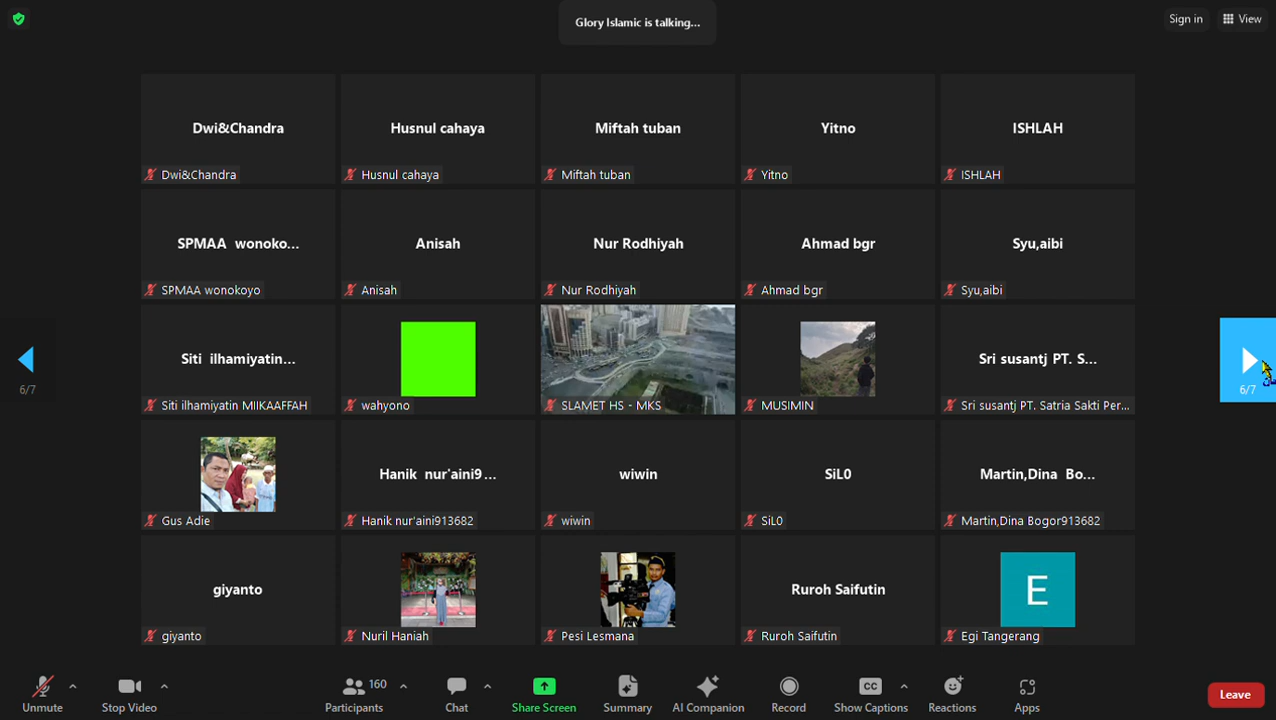 Glory Islamic is talking...
Sign in
View
Dwi&Chandra
Husnul cahaya
Miftah tuban
Yitno
ISHLAH
Dwi&Chandra
Husnul cahaya
Miftah tuban
Yitno
ISHLAH
SPMAA wonoko...
Anisah
Nur Rodhiyah
Ahmad bgr
Syu,aibi
SPMAA wonokoyo
Anisah
Nur Rodhiyah
Ahmad bgr
Syu,aibi
Siti ilhamiyatin...
Sri susantj PT. S...
6/7
6/7
Siti ilhamiyatin MIIKAAFFAH
wahyono
SLAMET HS - MKS
MUSIMIN
Sri susantj PT. Satria Sakti Per...
Hanik nur'aini9...
wiwin
SiL0
Martin,Dina Bo...
Gus Adie
Hanik nur'aini913682
wiwin
SiL0
Martin,Dina Bogor913682
giyanto
Ruroh Saifutin
E
giyanto
Nuril Haniah
Pesi Lesmana
Ruroh Saifutin
Egi Tangerang
Unmute
Stop Video
Participants
160
Chat
Share Screen
Summary
AI Companion
Record
CC
Show Captions
Reactions
Apps
Leave